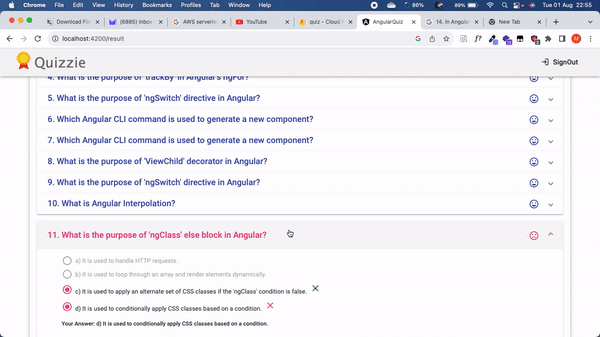 Chrome File Edit View History Bookmarks Profiles Tab Window Help 86% 89% Tue 01 Aug 22:55
Download File (6885) Inbox AWS serverle YouTube quiz - Cloud F AngularQuiz 14. In Angular New Tab
localhost:4200/result
Quizzie SignOut
4. What is the purpose of 'trackBy' in Angular's ngFor?
5. What is the purpose of 'ngSwitch' directive in Angular?
6. Which Angular CLI command is used to generate a new component?
7. Which Angular CLI command is used to generate a new component?
8. What is the purpose of 'ViewChild' decorator in Angular?
9. What is the purpose of 'ngSwitch' directive in Angular?
10. What is Angular Interpolation?
11. What is the purpose of 'ngClass' else block in Angular?
a) It is used to handle HTTP requests.
b) It is used to loop through an array and render elements dynamically.
c) It is used to apply an alternate set of CSS classes if the 'ngClass' condition is false.
d) It is used to conditionally apply CSS classes based on a condition.
Your Answer: d) It is used to conditionally apply CSS classes based on a condition.